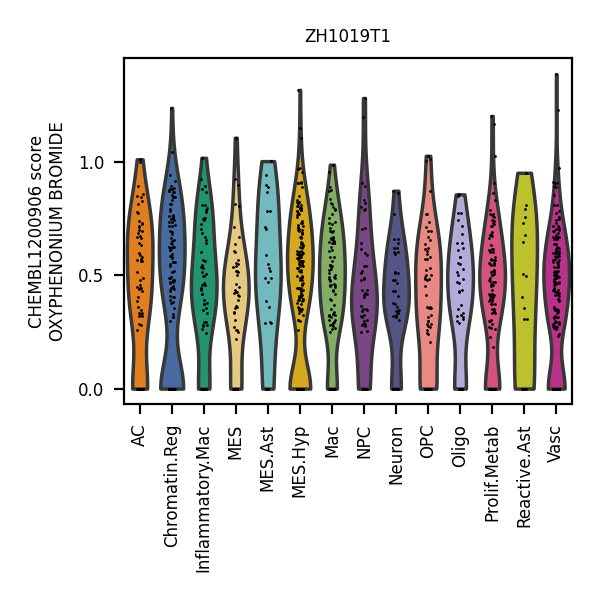 ZH1019T1
CHEMBL1200906 score
OXYPHENONIUM BROMIDE
1.0
0.5
0.0
AC
Chromatin.Reg
Inflammatory.Mac
MES
MES.Ast
MES.Hyp
Mac
NPC
Neuron
OPC
Oligo
Prolif.Metab
Reactive.Ast
Vasc